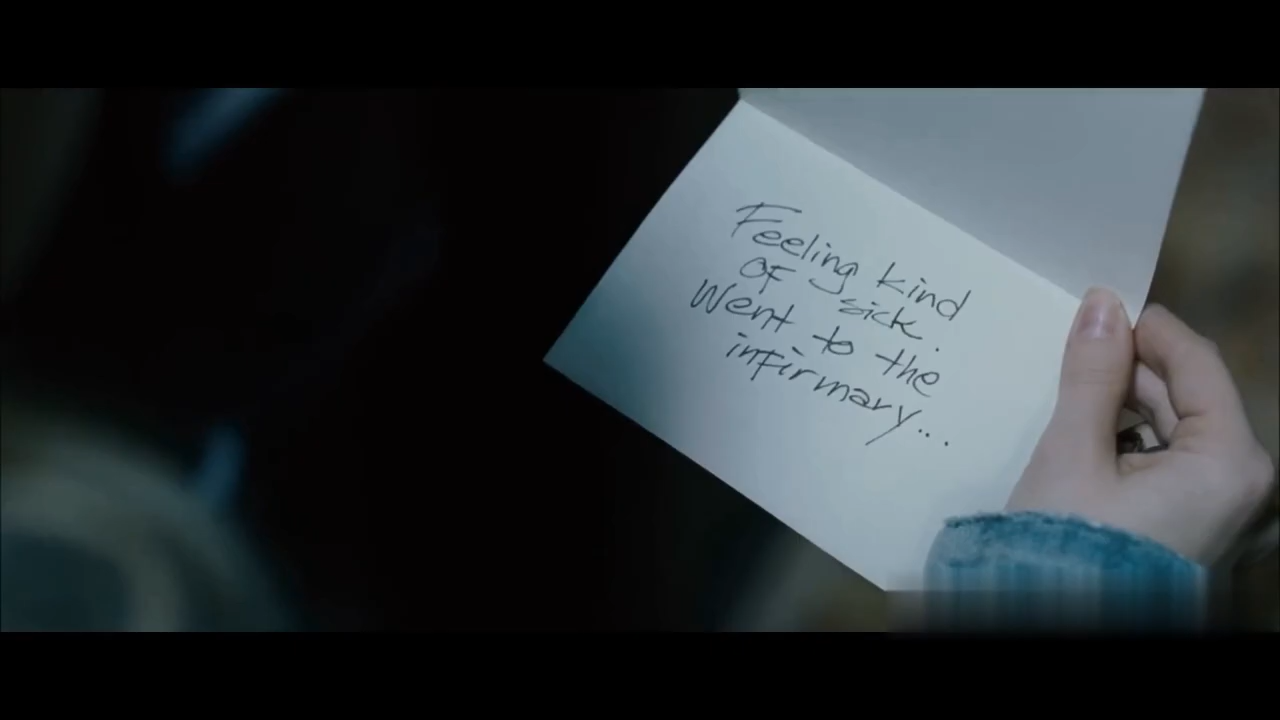 Feeling kind
of sick.
Went to the
infirmary...